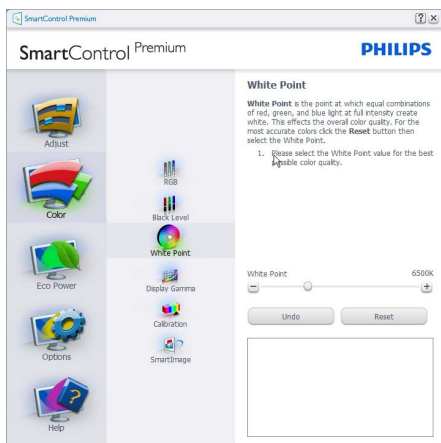 SmartControl Premium
SmartControl Premium
PHILIPS
Adjust
Color
Eco Power
Options
Help
RGB
Black Level
White Point
Display Gamma
Calibration
SmartImage
White Point
White Point is the point at which equal combinations
of red, green, and blue light at full intensity create
white. This effects the overall color quality. For the
most accurate colors click the Reset button then
select the White Point.
1. Please select the White Point value for the best
possible color quality.
White Point 6500K
Undo Reset